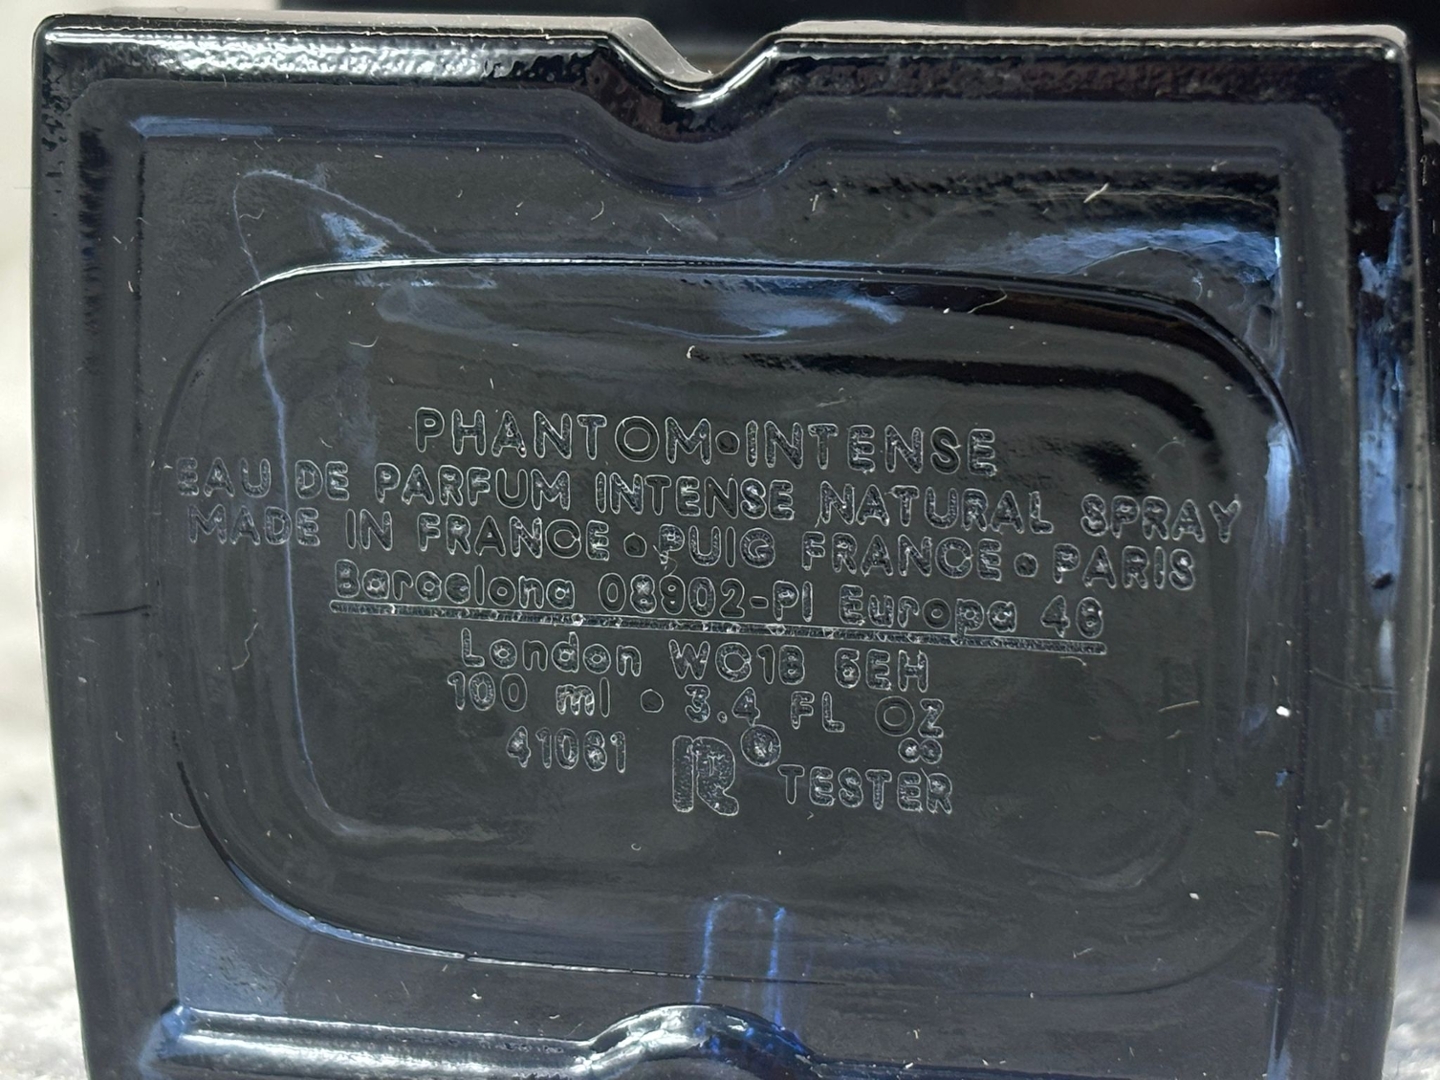 PHANTOM•INTENSE
EAU DE PARFUM INTENSE NATURAL SPRAY
MADE IN FRANCE • PUIG FRANCE • PARIS
Barcelona 08902-Pl Europa 46
London WC1B 5EH
100 ml • 3.4 FL OZ
41081 R TESTER